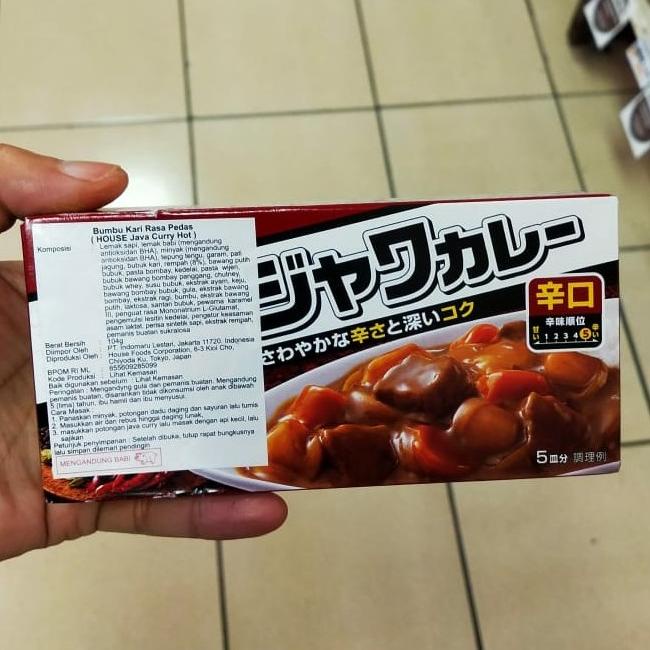 Bumbu Kari Rasa Pedas
( HOUSE Java Curry Hot )
Komposisi : Lemak sapi, lemak babi (mengandung
antioksidan BHA), minyak (mengandung
antioksidan BHA), tepung terigu, garam, pati
jagung, bubuk kari, rempah (8%), bawang putih
bubuk, pasta bombay, kedelai, pasta wijen,
bubuk bawang bombay panggang, chutney,
bubuk whey, susu bubuk, ekstrak ayam, keju,
bawang bombay bubuk, gula, ekstrak bawang
bombay, ekstrak ragi, bumbu, ekstrak bawang
putih, laktosa, santan bubuk, pewarna karamel
III, penguat rasa Mononatrium L-Glutamat,
pengemulsi lesitin kedelai, pengatur keasaman
asam laktat, perisa sintetik sapi, ekstrak rempah,
pemanis buatan sukralosa
Berat Bersih : 104g
Diimpor Oleh : PT. Indomaru Lestari, Jakarta 11720, Indonesia
Diproduksi Oleh : House Foods Corporation, 6-3 Kioi Cho,
Chiyoda Ku, Tokyo, Japan
BPOM RI ML : 655609285099
Kode Produksi : Lihat Kemasan
Baik digunakan sebelum : Lihat Kemasan
Peringatan : Mengandung gula dan pemanis buatan. Mengandung
pemanis buatan, disarankan tidak dikonsumsi oleh anak dibawah
5 (lima) tahun, ibu hamil dan ibu menyusui.
Cara Masak :
1. Panaskan minyak, potongan dadu daging dan sayuran lalu tumis
2. Masukkan air dan rebus hingga daging lunak,
3. masukkan potongan java curry lalu masak dengan api kecil, lalu
sajikan
Petunjuk penyimpanan : Setelah dibuka, tutup rapat bungkusnya
lalu simpan dilemari pendingin
MENGANDUNG BABI
ジャワカレー
さわやかな辛さと深いコク
辛口
辛味順位
甘い 1 2 3 4 5 辛い
5皿分 調理例